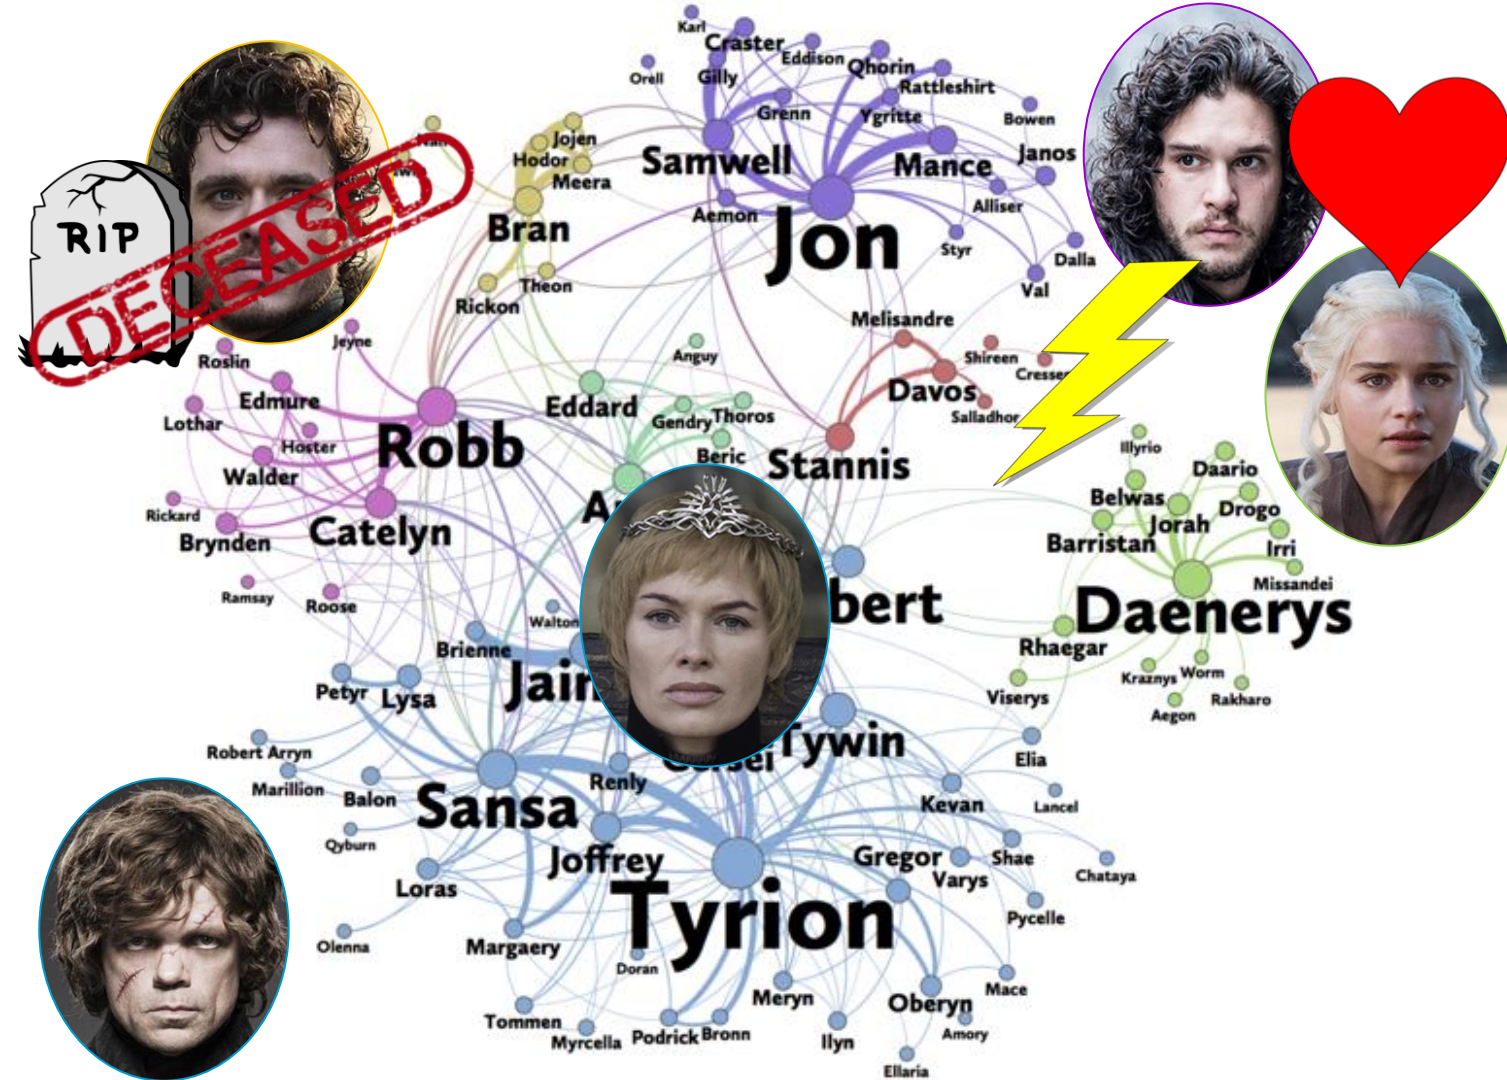 Karl
Craster
Eddison
Qhorin
Orell
Gilly
Rattleshirt
Grenn
Ygritte
Bowen
Jojen
Hodor
Meera
Samwell
Mance
Janos
RIP
DECEASED
Bran
Aemon
Jon
Alliser
Styr
Dalla
Rickon
Theon
Val
Melisandre
Roslin
Jeyne
Anguy
Shireen
Cresse
Edmure
Eddard
Davos
Lothar
Gendry
Thoros
Salladhor
Hoster
Robb
Beric
Stannis
Illyrio
Walder
Daario
Belwas
Rickard
Catelyn
A
Jorah
Drogo
Brynden
Barristan
Irri
Missandei
Ramsay
Roose
Walton
bert
Daenerys
Brienne
Rhaegar
Petyr
Lysa
Jain
Kraznys
Worm
Viserys
Rakharo
Aegon
Robert Arryn
Cersei
Tywin
Elia
Marillion
Balon
Renly
Sansa
Kevan
Lancel
Qyburn
Joffrey
Gregor
Shae
Varys
Chataya
Loras
Tyrion
Pycelle
Olenna
Margaery
Doran
Meryn
Oberyn
Mace
Tommen
Myrcella
Podrick
Bronn
Ilyn
Amory
Ellaria